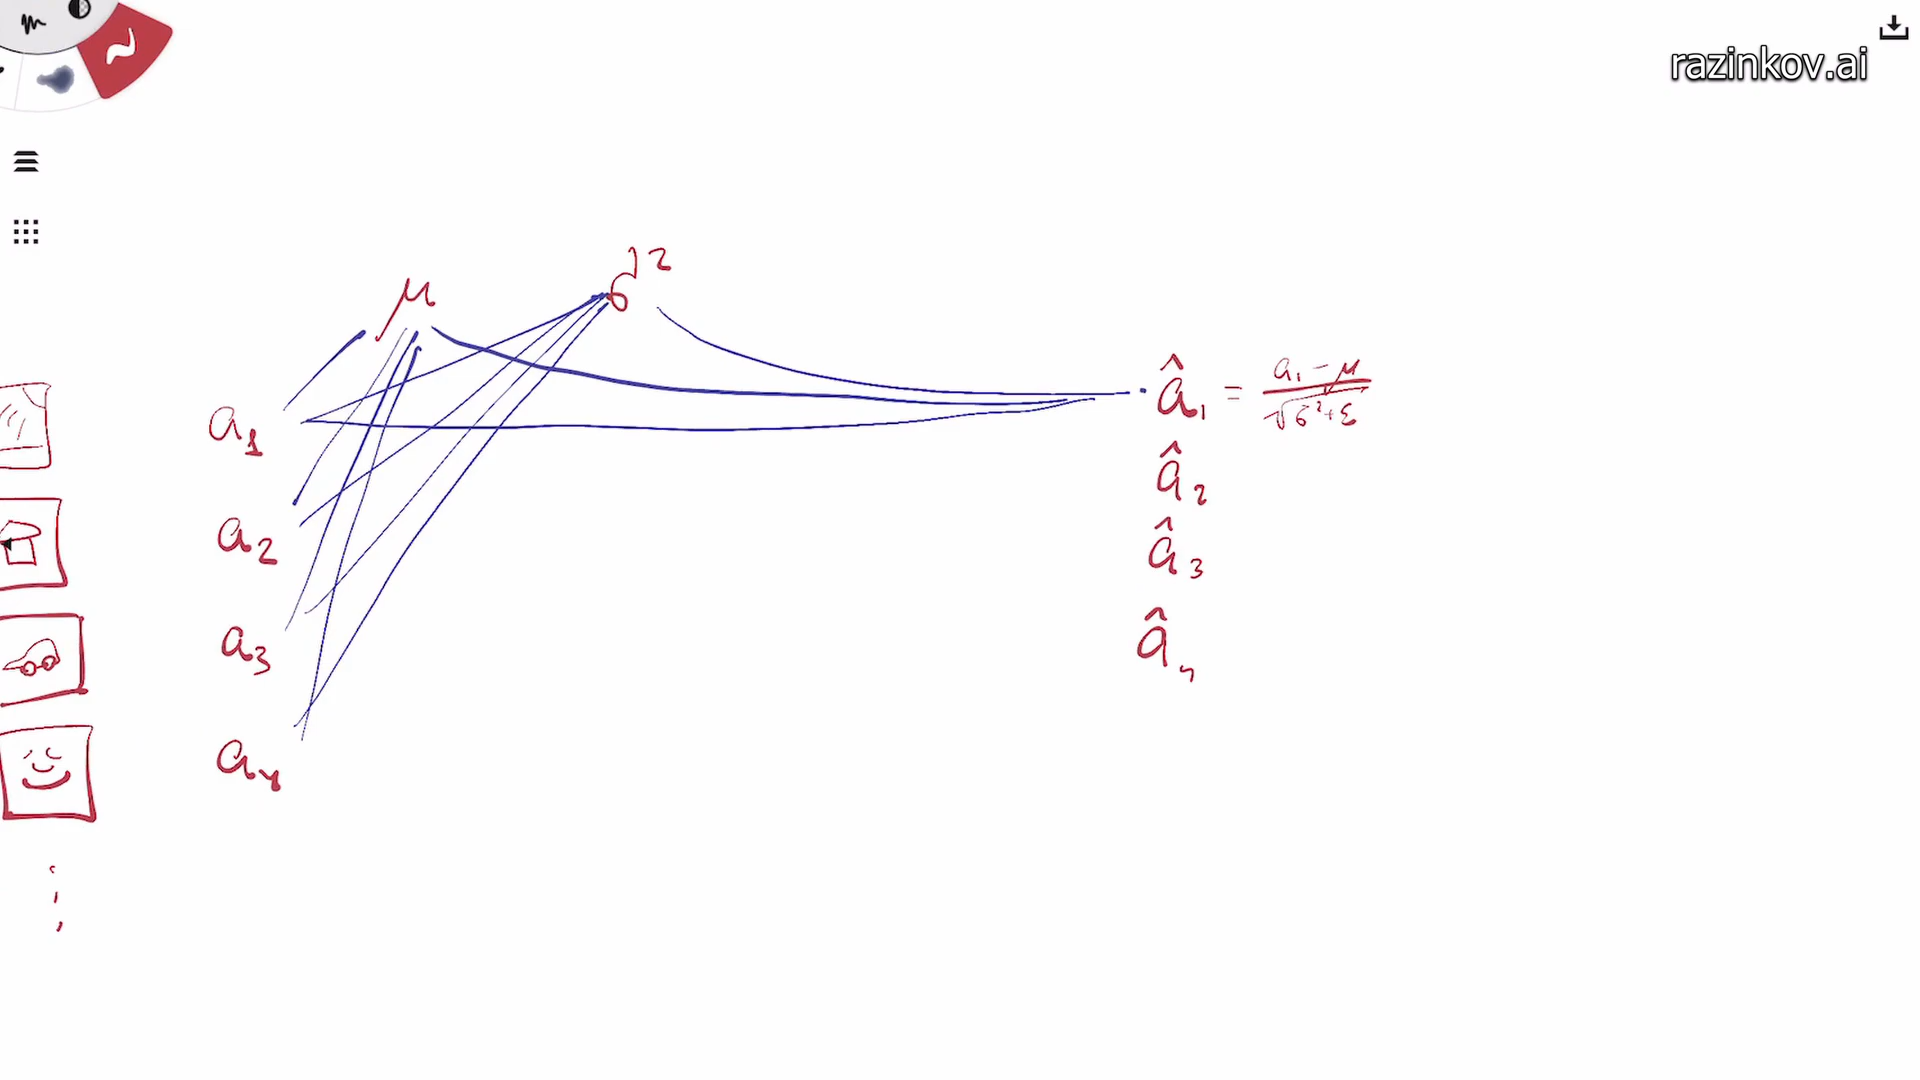 razinkov.ai
μ
σ²
a₁
a₂
a₃
a₄
â₁ = (a₁ - μ) / √(σ² + ε)
â₂
â₃
â₄